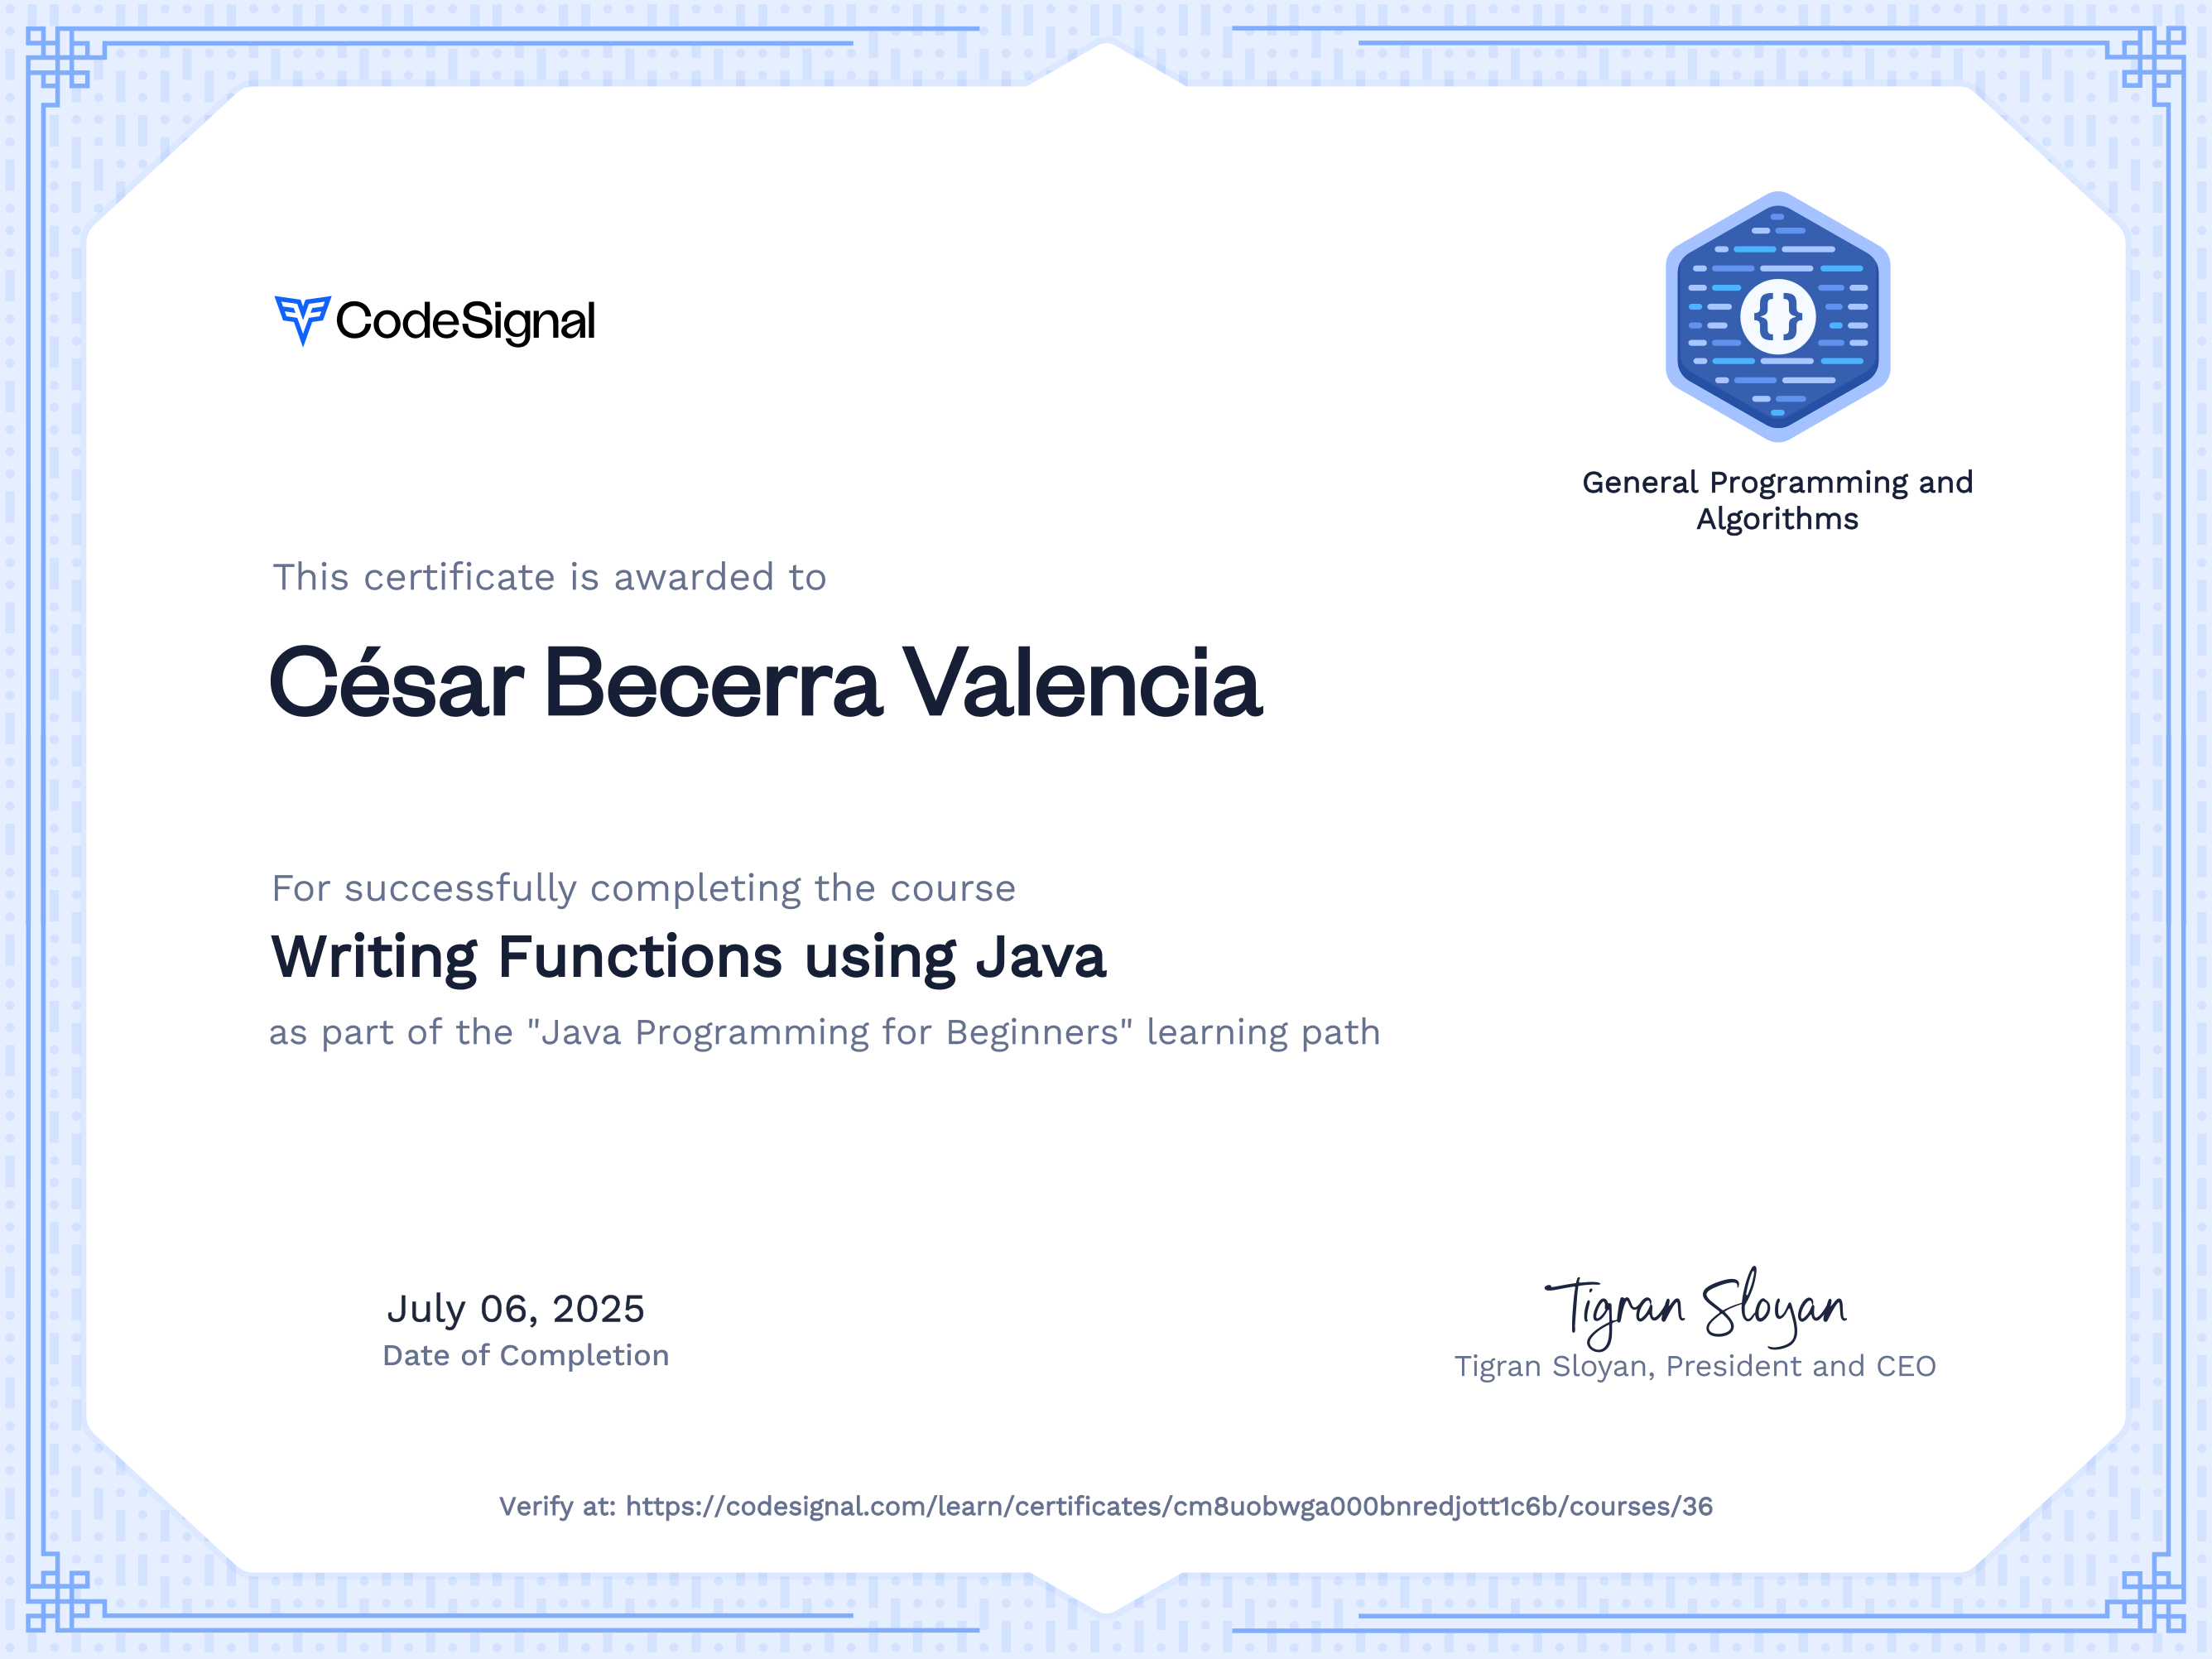 CodeSignal
{}
General Programming and
Algorithms
This certificate is awarded to
César Becerra Valencia
For successfully completing the course
Writing Functions using Java
as part of the "Java Programming for Beginners" learning path
July 06, 2025
Date of Completion
Tigran Sloyan
Tigran Sloyan, President and CEO
Verify at: https://codesignal.com/learn/certificates/cm8uobwga000bnredjott1c6b/courses/36